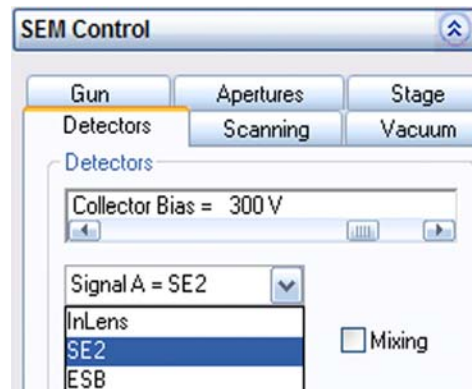 SEM Control
Gun Apertures Stage
Detectors Scanning Vacuum
Detectors
Collector Bias = 300 V
Signal A = SE2
InLens
SE2 Mixing
ESB